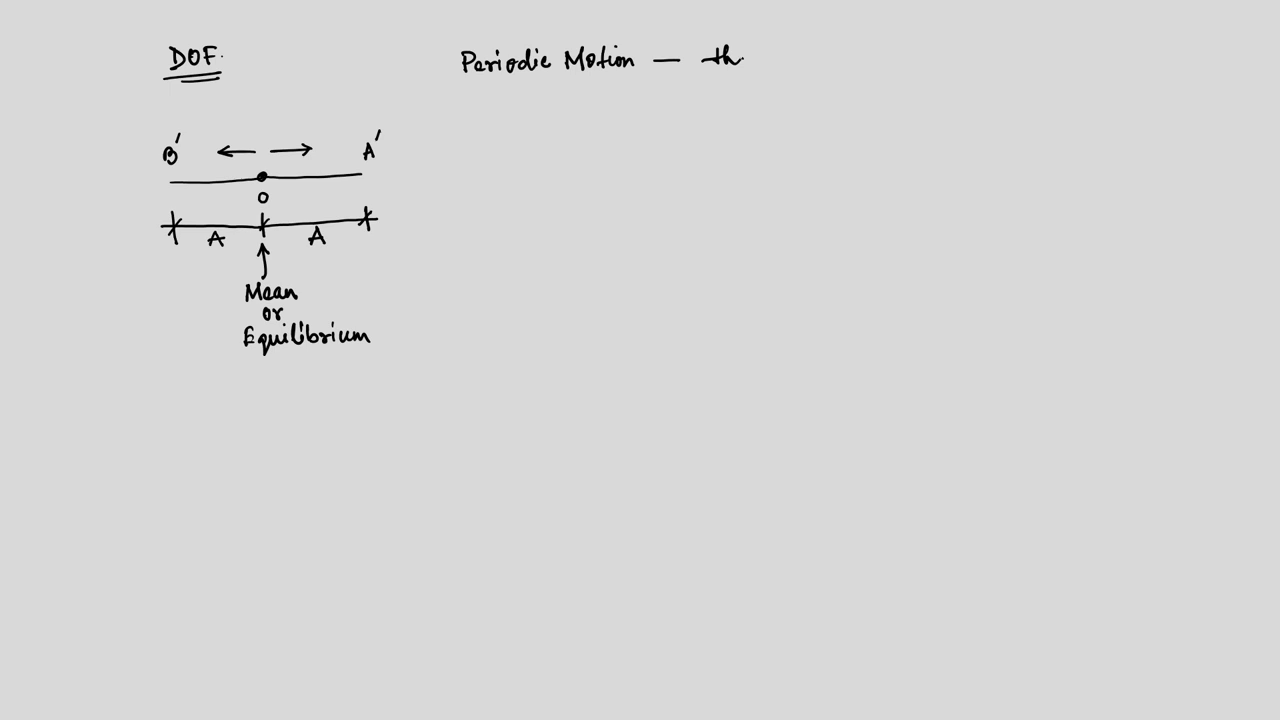 DOF.
Periodic Motion — th
B' ← → A'
O
A A
Mean
or
Equilibrium